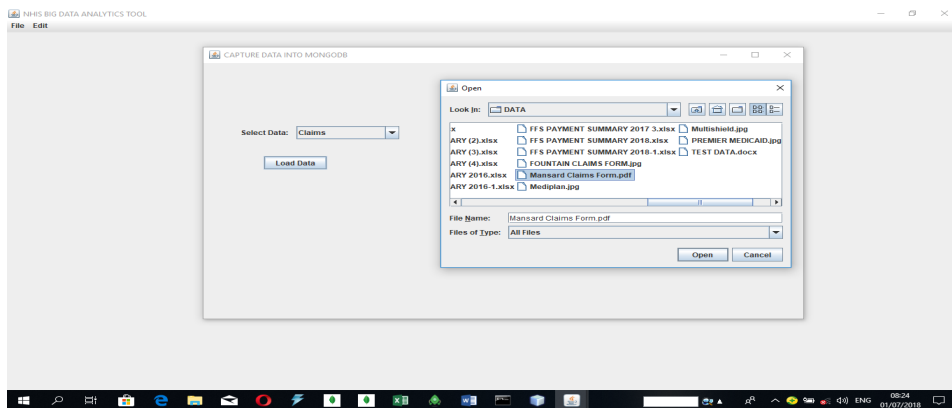 NHIS BIG DATA ANALYTICS TOOL
File Edit
CAPTURE DATA INTO MONGODB
Select Data: Claims
Load Data
Open
Look In: DATA
x FFS PAYMENT SUMMARY 2017 3.xlsx Multishield.jpg
ARY (2).xlsx FFS PAYMENT SUMMARY 2018.xlsx PREMIER MEDICAID.jpg
ARY (3).xlsx FFS PAYMENT SUMMARY 2018-1.xlsx TEST DATA.docx
ARY (4).xlsx FOUNTAIN CLAIMS FORM.jpg
ARY 2016.xlsx Mansard Claims Form.pdf
ARY 2016-1.xlsx Mediplan.jpg
File Name: Mansard Claims Form.pdf
Files of Type: All Files
Open Cancel
ENG 08:24
01/07/2018